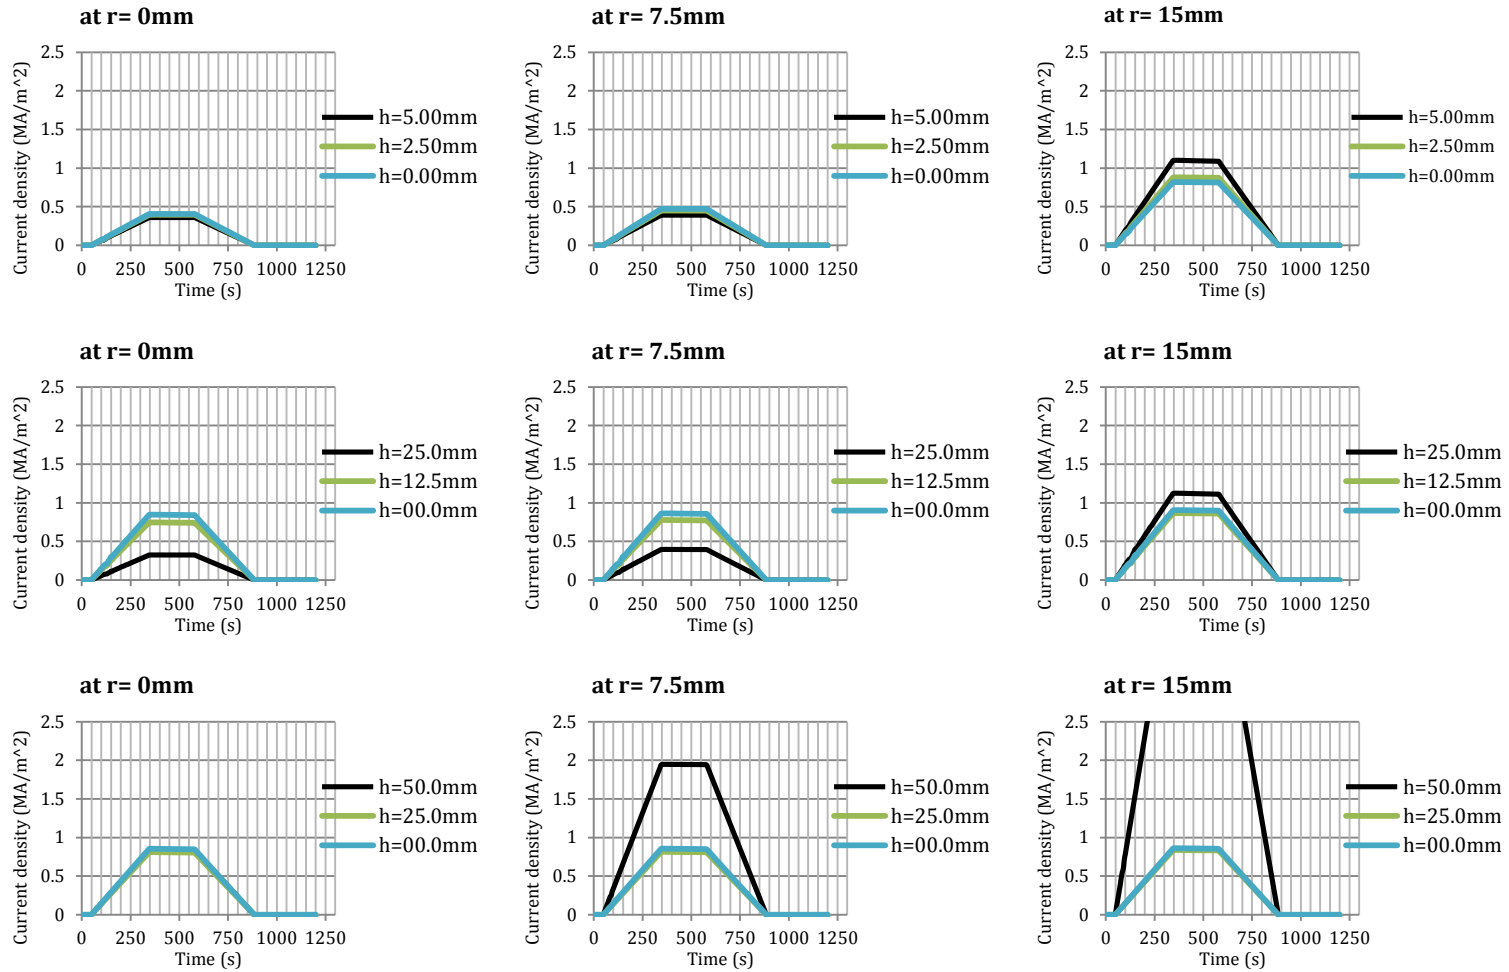 at r= 0mm
2.5
2
1.5
1
0.5
0
Current density (MA/m^2)
0 250 500 750 1000 1250
Time (s)
h=5.00mm
h=2.50mm
h=0.00mm
at r= 7.5mm
2.5
2
1.5
1
0.5
0
Current density (MA/m^2)
0 250 500 750 1000 1250
Time (s)
h=5.00mm
h=2.50mm
h=0.00mm
at r= 15mm
2.5
2
1.5
1
0.5
0
Current density (MA/m^2)
0 250 500 750 1000 1250
Time (s)
h=5.00mm
h=2.50mm
h=0.00mm
at r= 0mm
2.5
2
1.5
1
0.5
0
Current density (MA/m^2)
0 250 500 750 1000 1250
Time (s)
h=25.0mm
h=12.5mm
h=00.0mm
at r= 7.5mm
2.5
2
1.5
1
0.5
0
Current density (MA/m^2)
0 250 500 750 1000 1250
Time (s)
h=25.0mm
h=12.5mm
h=00.0mm
at r= 15mm
2.5
2
1.5
1
0.5
0
Current density (MA/m^2)
0 250 500 750 1000 1250
Time (s)
h=25.0mm
h=12.5mm
h=00.0mm
at r= 0mm
2.5
2
1.5
1
0.5
0
Current density (MA/m^2)
0 250 500 750 1000 1250
Time (s)
h=50.0mm
h=25.0mm
h=00.0mm
at r= 7.5mm
2.5
2
1.5
1
0.5
0
Current density (MA/m^2)
0 250 500 750 1000 1250
Time (s)
h=50.0mm
h=25.0mm
h=00.0mm
at r= 15mm
2.5
2
1.5
1
0.5
0
Current density (MA/m^2)
0 250 500 750 1000 1250
Time (s)
h=50.0mm
h=25.0mm
h=00.0mm